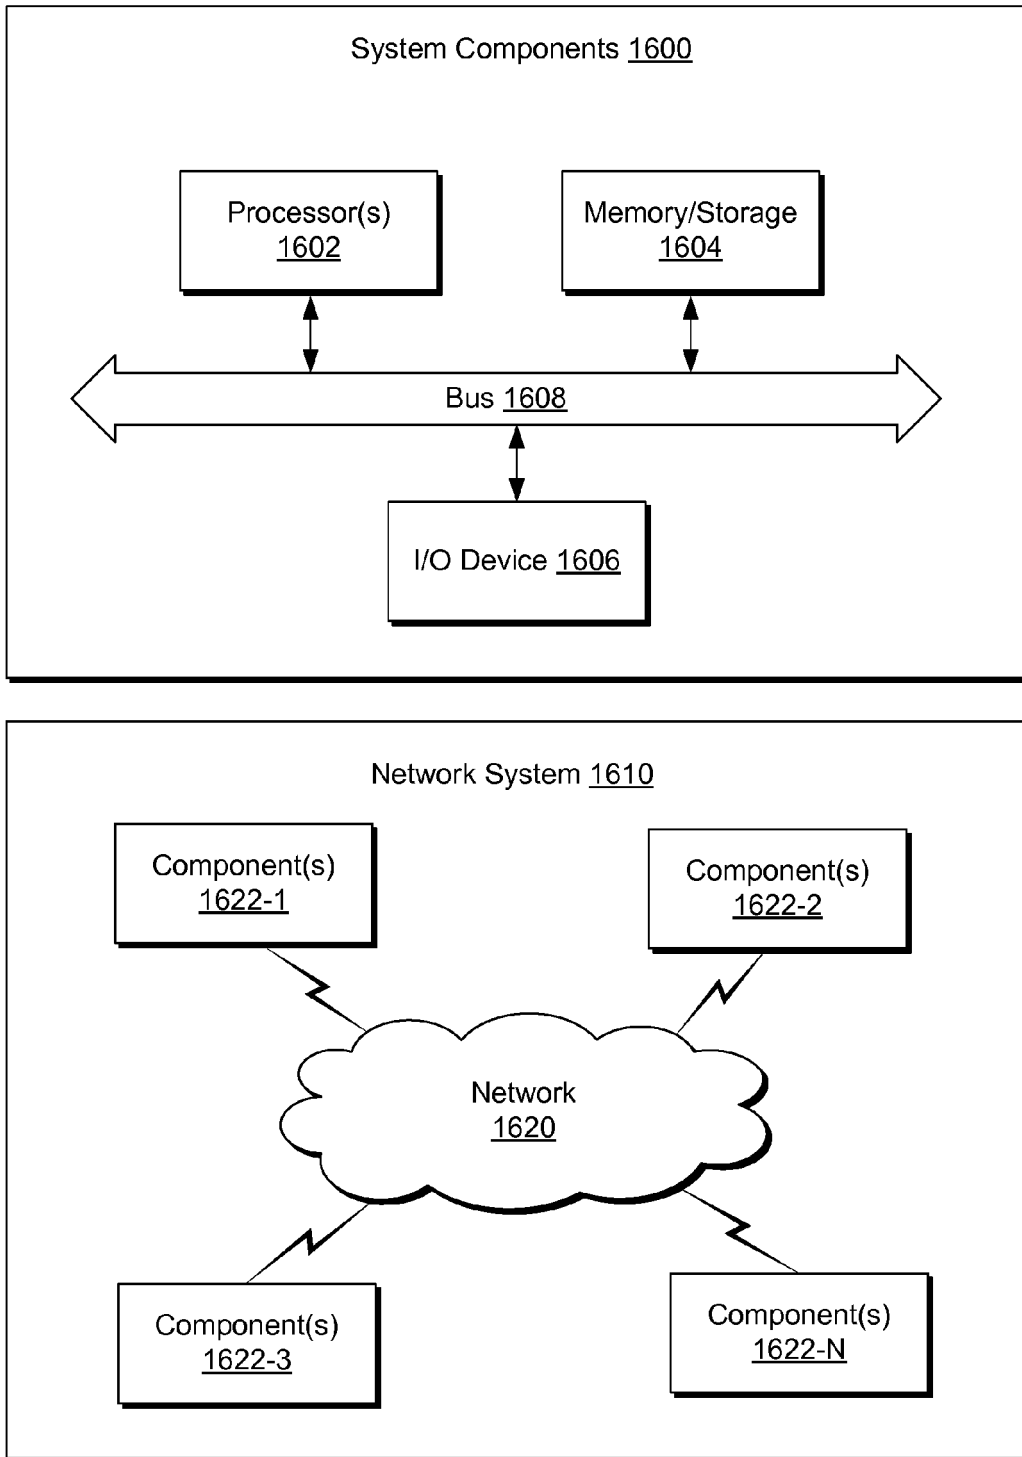 System Components 1600
Processor(s)
1602
Memory/Storage
1604
Bus 1608
I/O Device 1606
Network System 1610
Component(s)
1622-1
Component(s)
1622-2
Network
1620
Component(s)
1622-3
Component(s)
1622-N